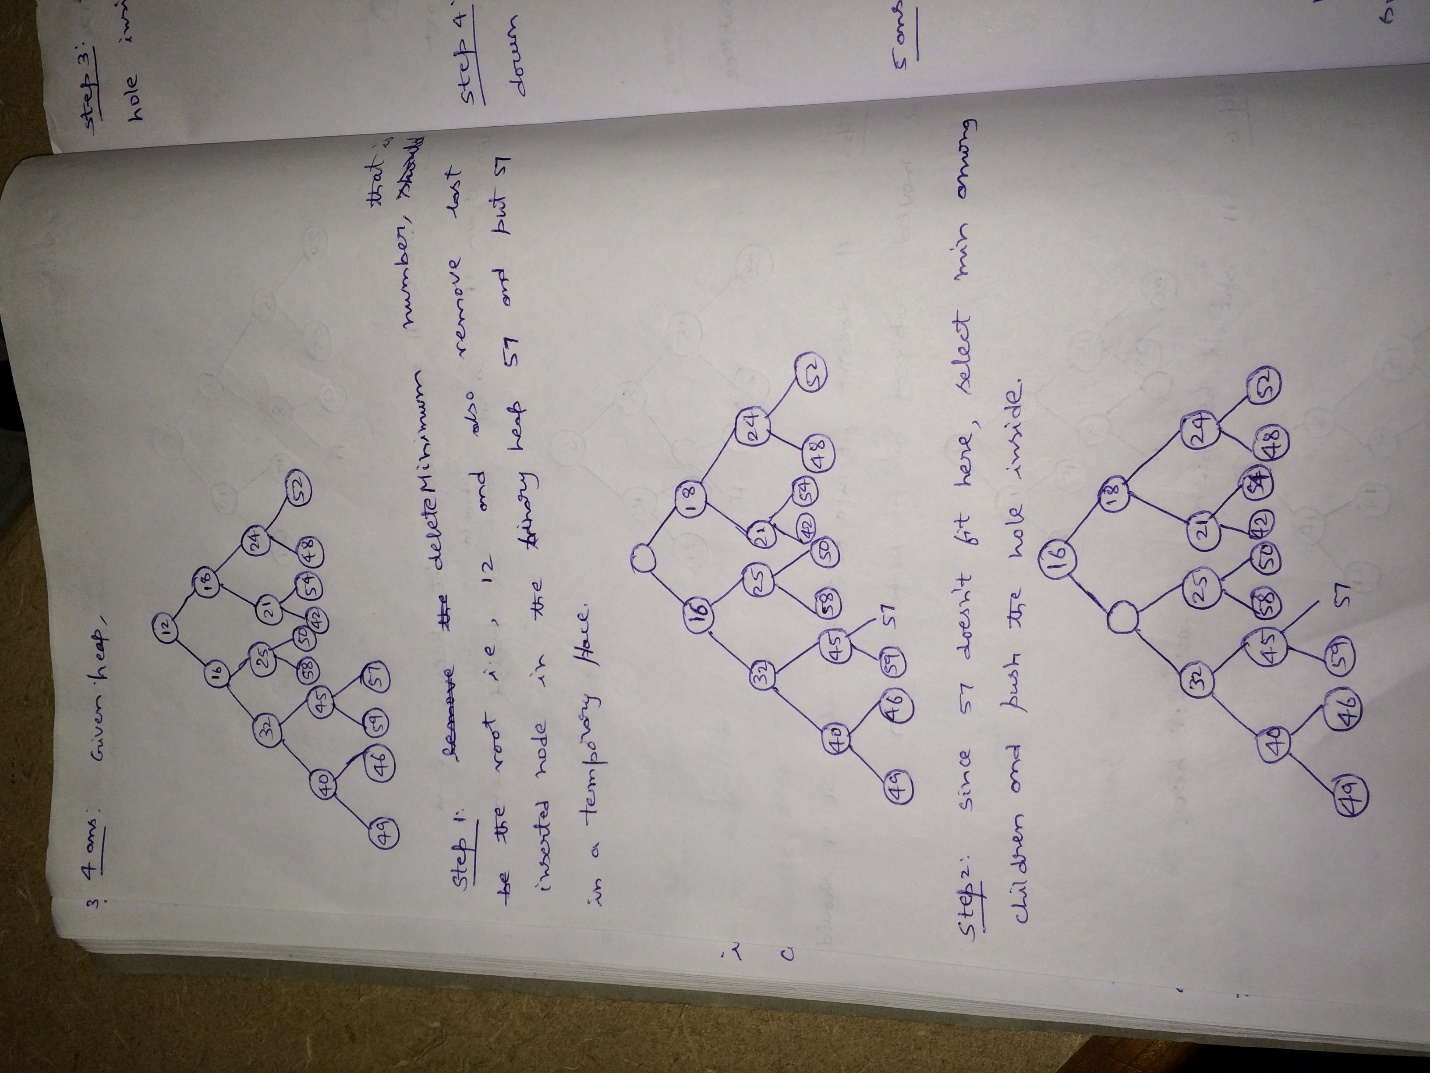 3. 4 ans: Given heap,
12
16 18
32 25 21 24
40 45 58 50 42 54 48 52
49 46 59 57
that is
Step 1: remove the deleteMinimum number, should
be the root i.e, 12 and also remove last
inserted node in the binary heap 57 and put 57
in a temporary place.
16 18
32 25 21 24
40 45 58 50 42 54 48 52
49 46 59 57
Step 2: since 57 doesn't fit here, select min among
children and push the hole inside.
16
18
32 25 21 24
40 45 58 50 42 54 48 52
49 46 59 57
Step 3:
hole
Step 4
down
5 ans